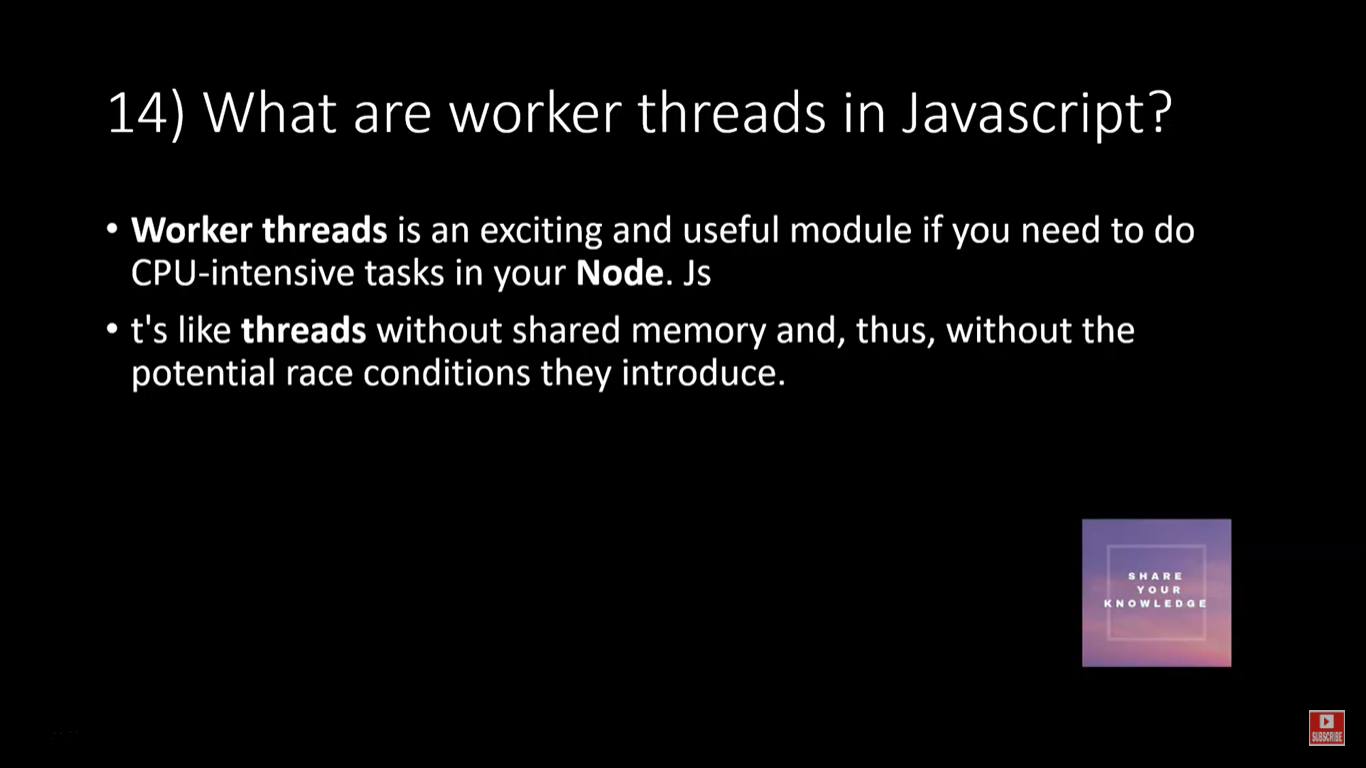 14) What are worker threads in Javascript?
• Worker threads is an exciting and useful module if you need to do
CPU-intensive tasks in your Node. Js
• t's like threads without shared memory and, thus, without the
potential race conditions they introduce.
SHARE
YOUR
KNOWLEDGE
SUBSCRIBE